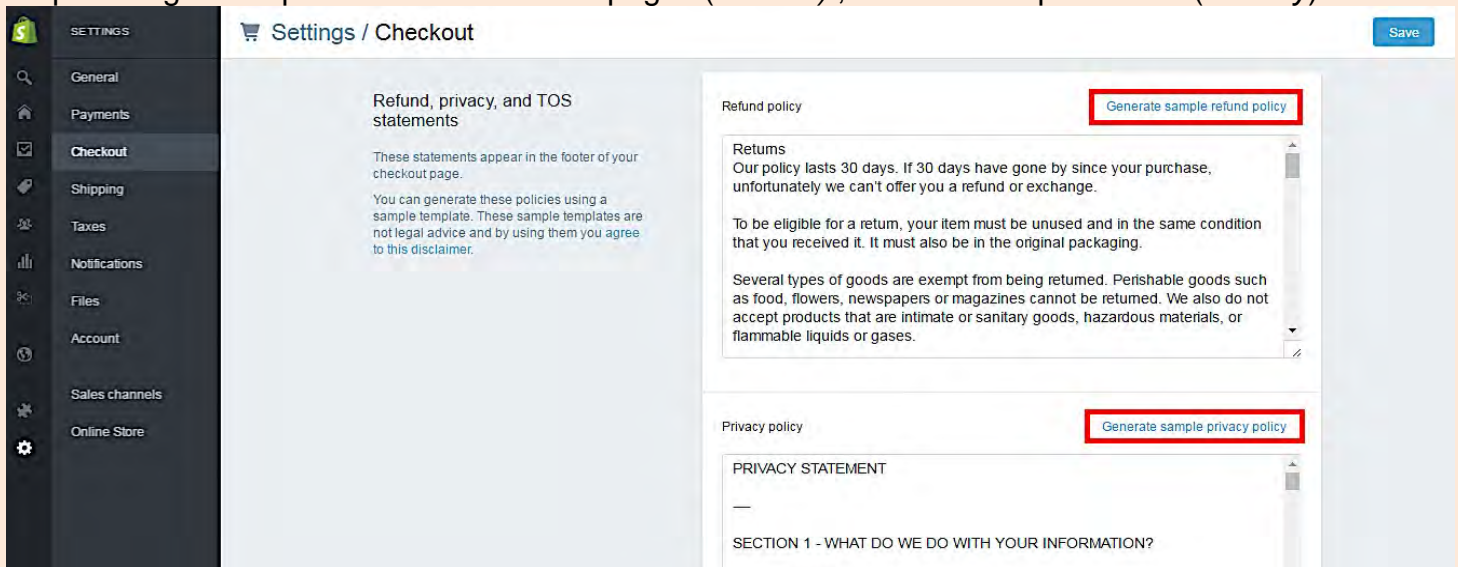 SETTINGS
Settings / Checkout
Save
General
Payments
Checkout
Shipping
Taxes
Notifications
Files
Account
Sales channels
Online Store
Refund, privacy, and TOS
statements
These statements appear in the footer of your
checkout page.
You can generate these policies using a
sample template. These sample templates are
not legal advice and by using them you agree
to this disclaimer.
Refund policy
Generate sample refund policy
Returns
Our policy lasts 30 days. If 30 days have gone by since your purchase,
unfortunately we can't offer you a refund or exchange.
To be eligible for a return, your item must be unused and in the same condition
that you received it. It must also be in the original packaging.
Several types of goods are exempt from being returned. Perishable goods such
as food, flowers, newspapers or magazines cannot be returned. We also do not
accept products that are intimate or sanitary goods, hazardous materials, or
flammable liquids or gases.
Privacy policy
Generate sample privacy policy
PRIVACY STATEMENT
—
SECTION 1 - WHAT DO WE DO WITH YOUR INFORMATION?